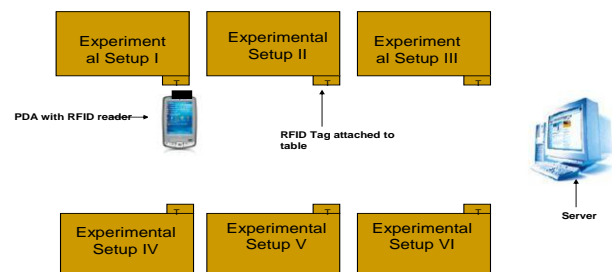 Experiment
al Setup I
Experimental
Setup II
Experiment
al Setup III
T
T
T
PDA with RFID reader
RFID Tag attached to
table
Server
T
T
T
Experimental
Setup IV
Experimental
Setup V
Experimental
Setup VI